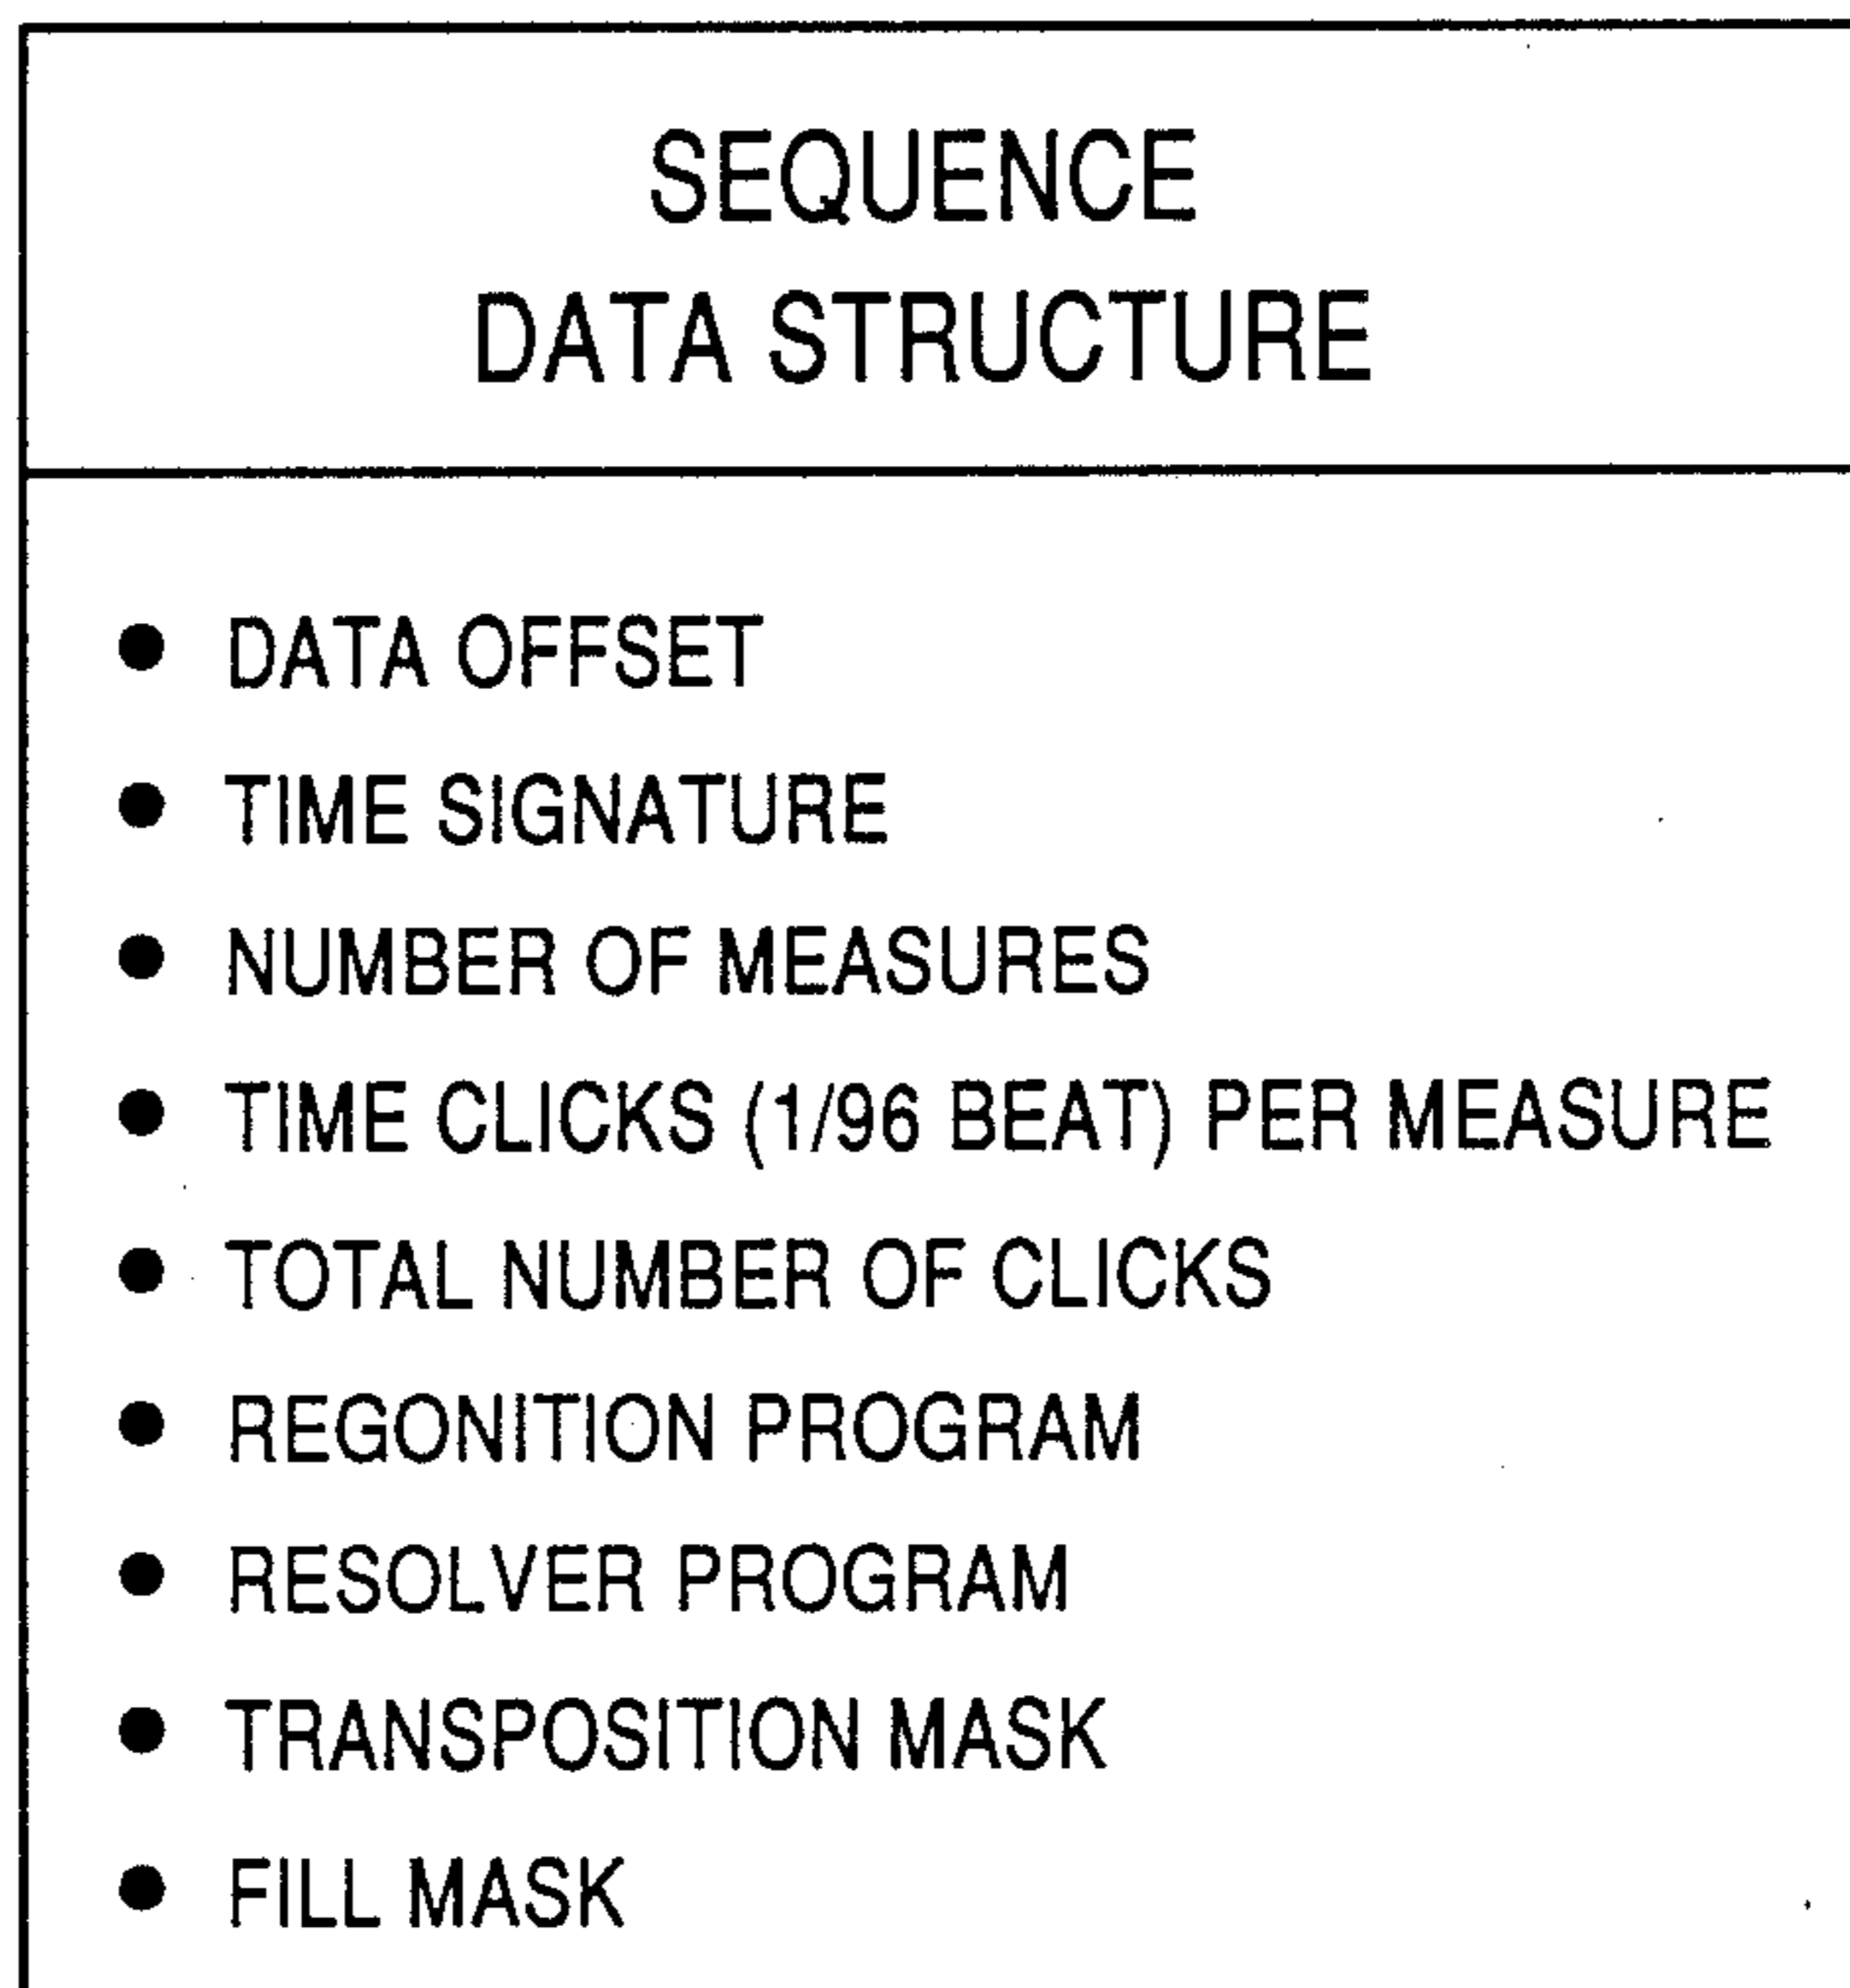 SEQUENCE
DATA STRUCTURE
● DATA OFFSET
● TIME SIGNATURE
● NUMBER OF MEASURES
● TIME CLICKS (1/96 BEAT) PER MEASURE
● TOTAL NUMBER OF CLICKS
● REGONITION PROGRAM
● RESOLVER PROGRAM
● TRANSPOSITION MASK
● FILL MASK